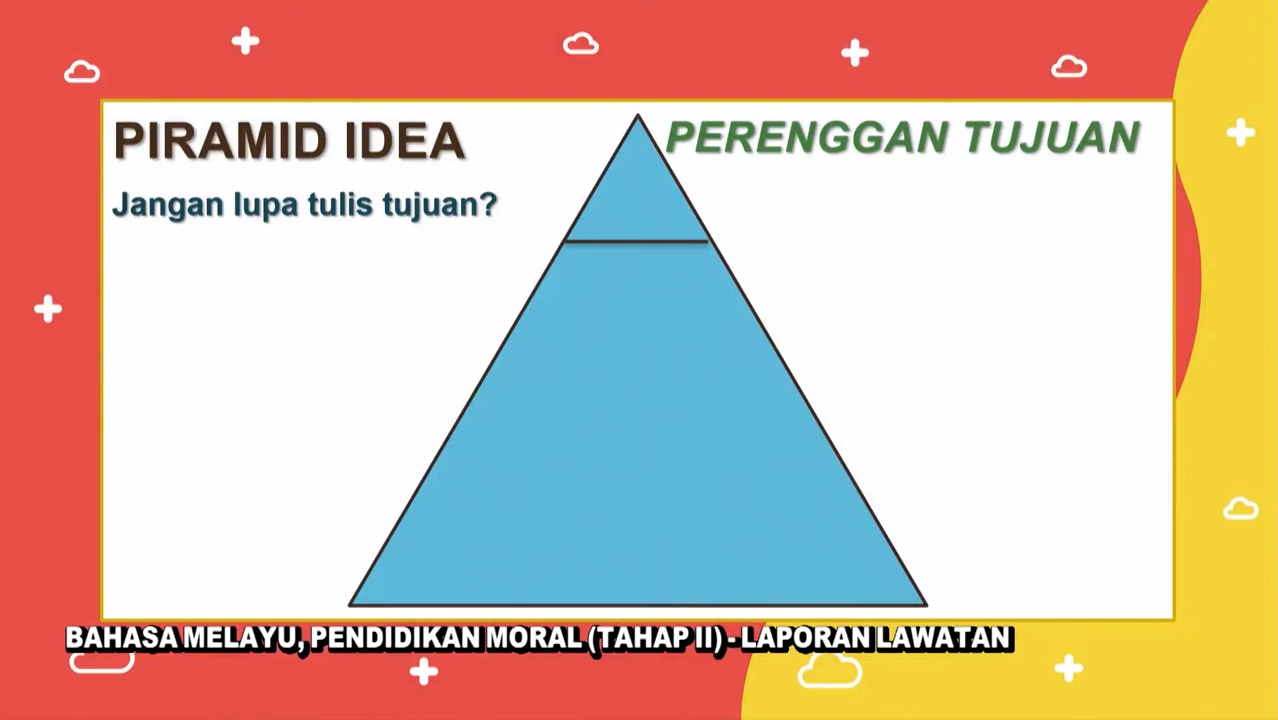 PIRAMID IDEA
PERENGGAN TUJUAN
Jangan lupa tulis tujuan?
BAHASA MELAYU, PENDIDIKAN MORAL (TAHAP II) - LAPORAN LAWATAN